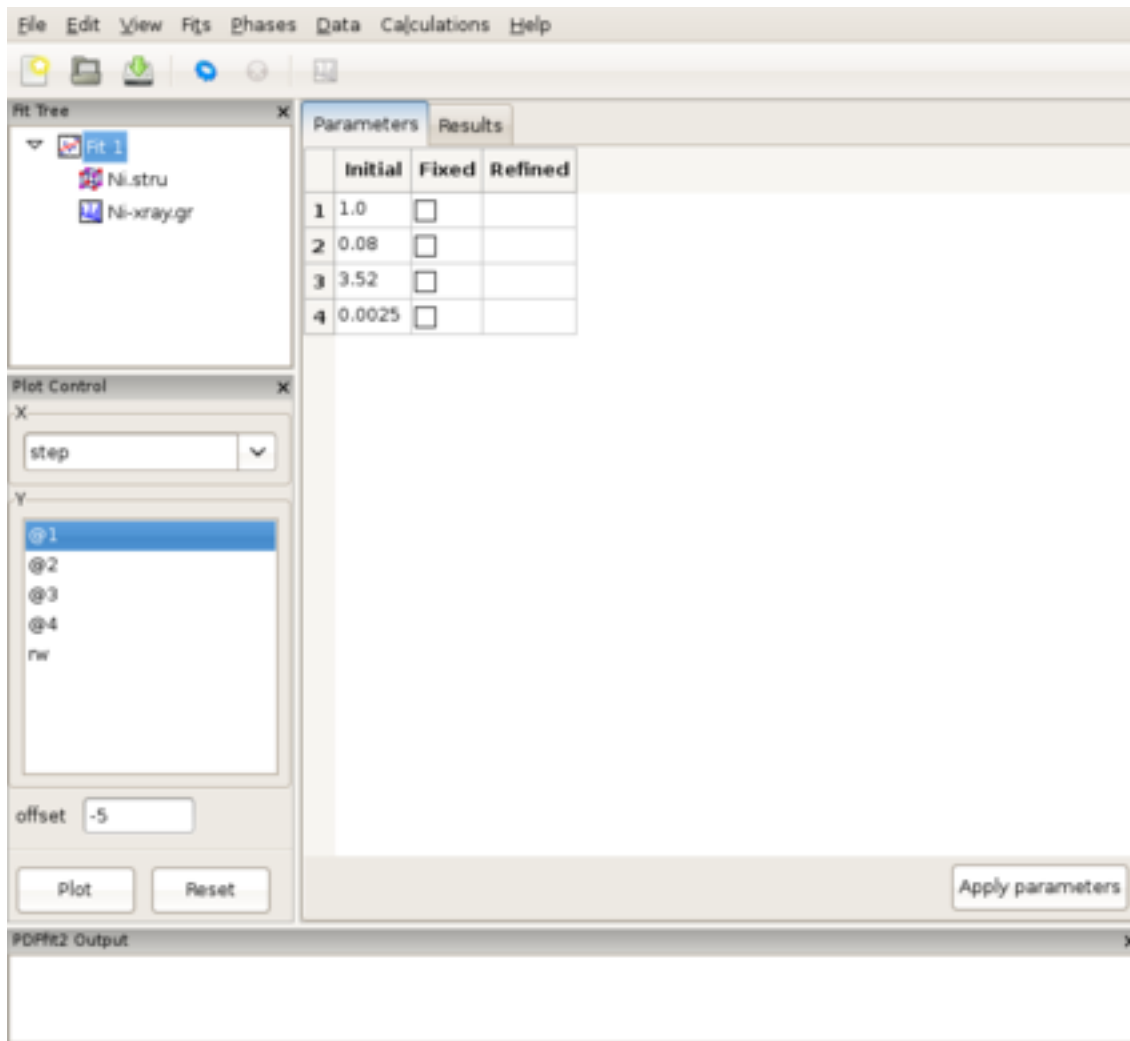 File Edit View Fits Phases Data Calculations Help
Fit Tree
Fit 1
Ni.stru
Ni-xray.gr
Plot Control
X
step
Y
@1
@2
@3
@4
rw
offset -5
Plot Reset
Parameters Results
Initial Fixed Refined
1 1.0
2 0.08
3 3.52
4 0.0025
Apply parameters
PDFfit2 Output